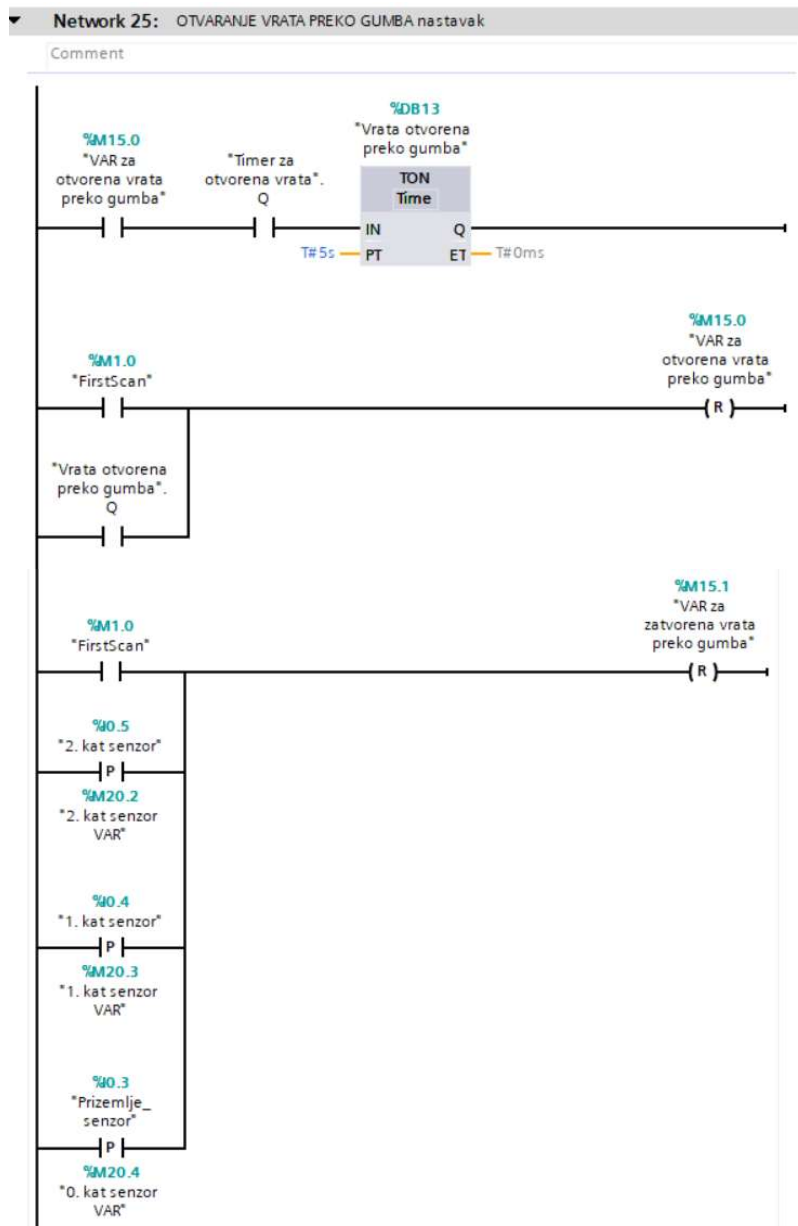 Network 25: OTVARANJE VRATA PREKO GUMBA nastavak
Comment
%DB13
"Vrata otvorena
preko gumba"
%M15.0
"VAR za
otvorena vrata
preko gumba"
"Timer za
otvorena vrata".
Q
TON
Time
IN
Q
T#5s
PT
ET
T#0ms
%M15.0
"VAR za
otvorena vrata
preko gumba"
%M1.0
"FirstScan"
R
"Vrata otvorena
preko gumba".
Q
%M15.1
"VAR za
zatvorena vrata
preko gumba"
%M1.0
"FirstScan"
R
%I0.5
"2. kat senzor"
P
%M20.2
"2. kat senzor
VAR"
%I0.4
"1. kat senzor"
P
%M20.3
"1. kat senzor
VAR"
%I0.3
"Prizemlje_
senzor"
P
%M20.4
"0. kat senzor
VAR"